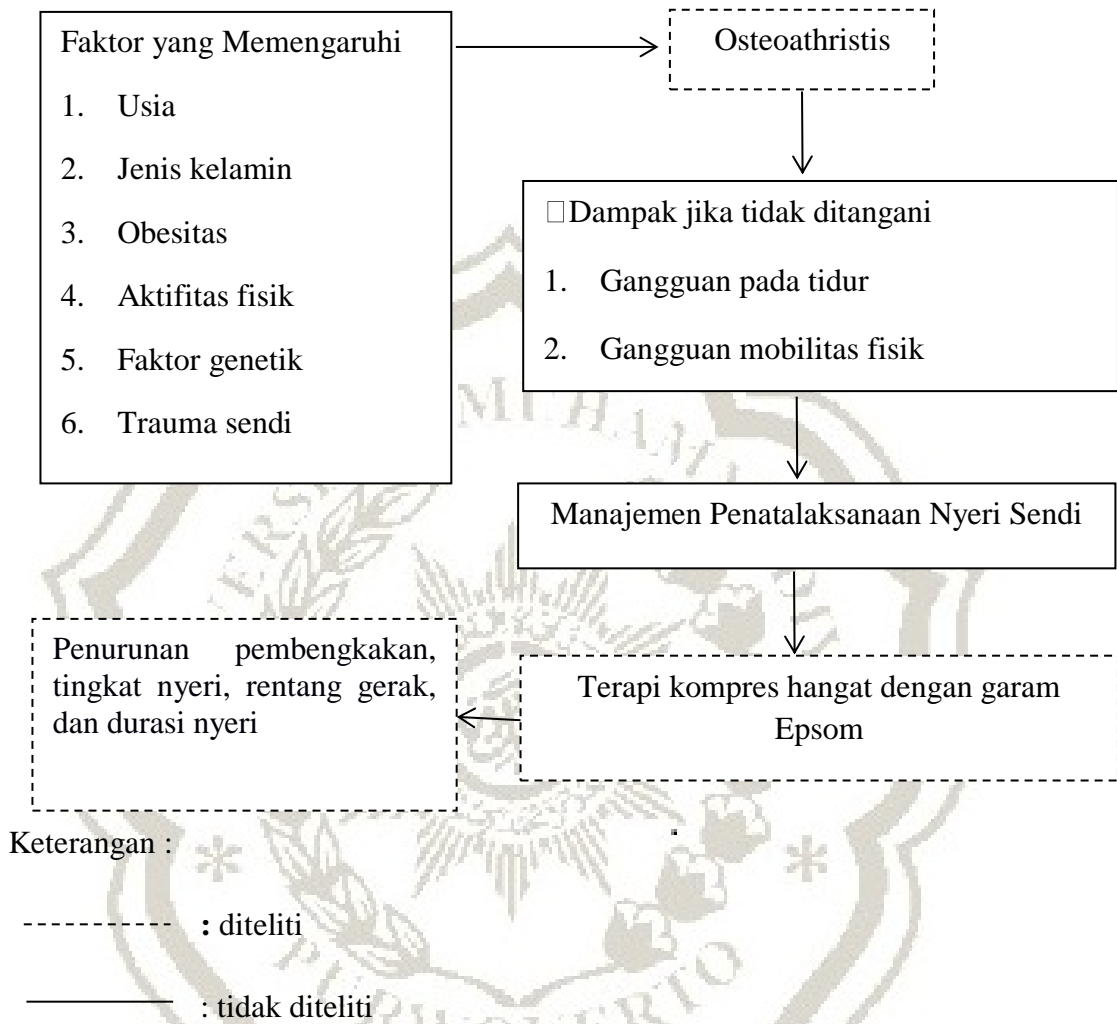 Faktor yang Memengaruhi
1. Usia
2. Jenis kelamin
3. Obesitas
4. Aktifitas fisik
5. Faktor genetik
6. Trauma sendi
Osteoathristis
Dampak jika tidak ditangani
1. Gangguan pada tidur
2. Gangguan mobilitas fisik
Manajemen Penatalaksanaan Nyeri Sendi
Terapi kompres hangat dengan garam
Epsom
Penurunan pembengkakan,
tingkat nyeri, rentang gerak,
dan durasi nyeri
Keterangan :
: diteliti
: tidak diteliti